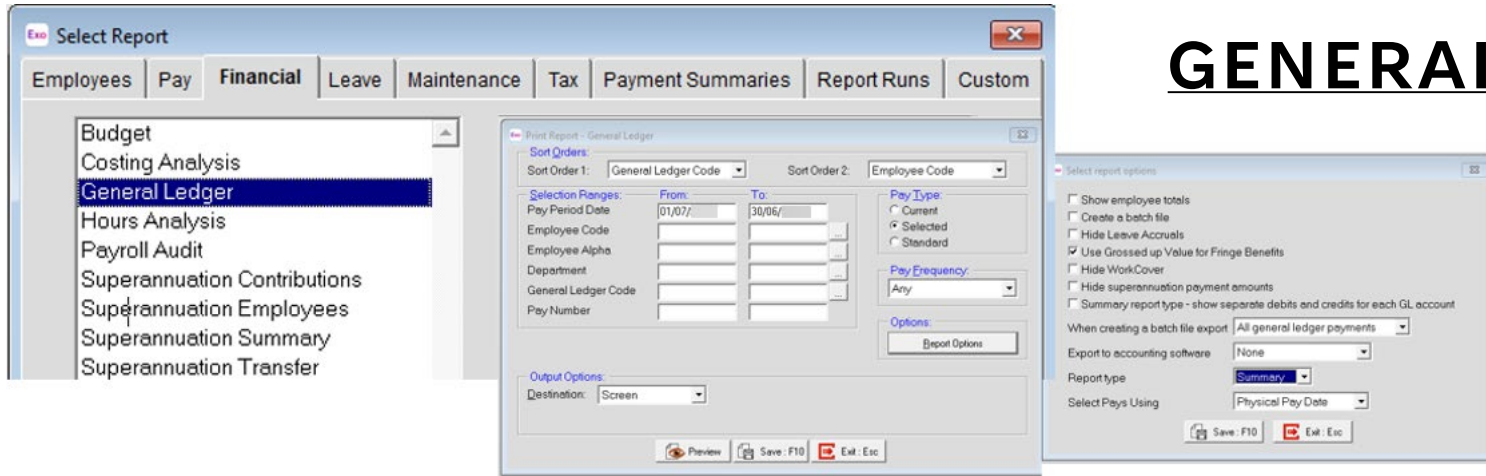 Exo Select Report
Employees Pay Financial Leave Maintenance Tax Payment Summaries Report Runs Custom
Budget
Costing Analysis
General Ledger
Hours Analysis
Payroll Audit
Superannuation Contributions
Superannuation Employees
Superannuation Summary
Superannuation Transfer
Exo Print Report - General Ledger
Sort Orders:
Sort Order 1: General Ledger Code Sort Order 2: Employee Code
Selection Ranges: From: To:
Pay Period Date 01/07/ 30/06/
Employee Code ...
Employee Alpha ...
Department ...
General Ledger Code ...
Pay Number
Pay Type:
Current
Selected
Standard
Pay Frequency:
Any
Options:
Report Options
Output Options:
Destination: Screen
Preview Save : F10 Exit : Esc
GENERAL
Select report options
Show employee totals
Create a batch file
Hide Leave Accruals
Use Grossed up Value for Fringe Benefits
Hide WorkCover
Hide superannuation payment amounts
Summary report type - show separate debits and credits for each GL account
When creating a batch file export All general ledger payments
Export to accounting software None
Report type Summary
Select Pays Using Physical Pay Date
Save : F10 Exit : Esc